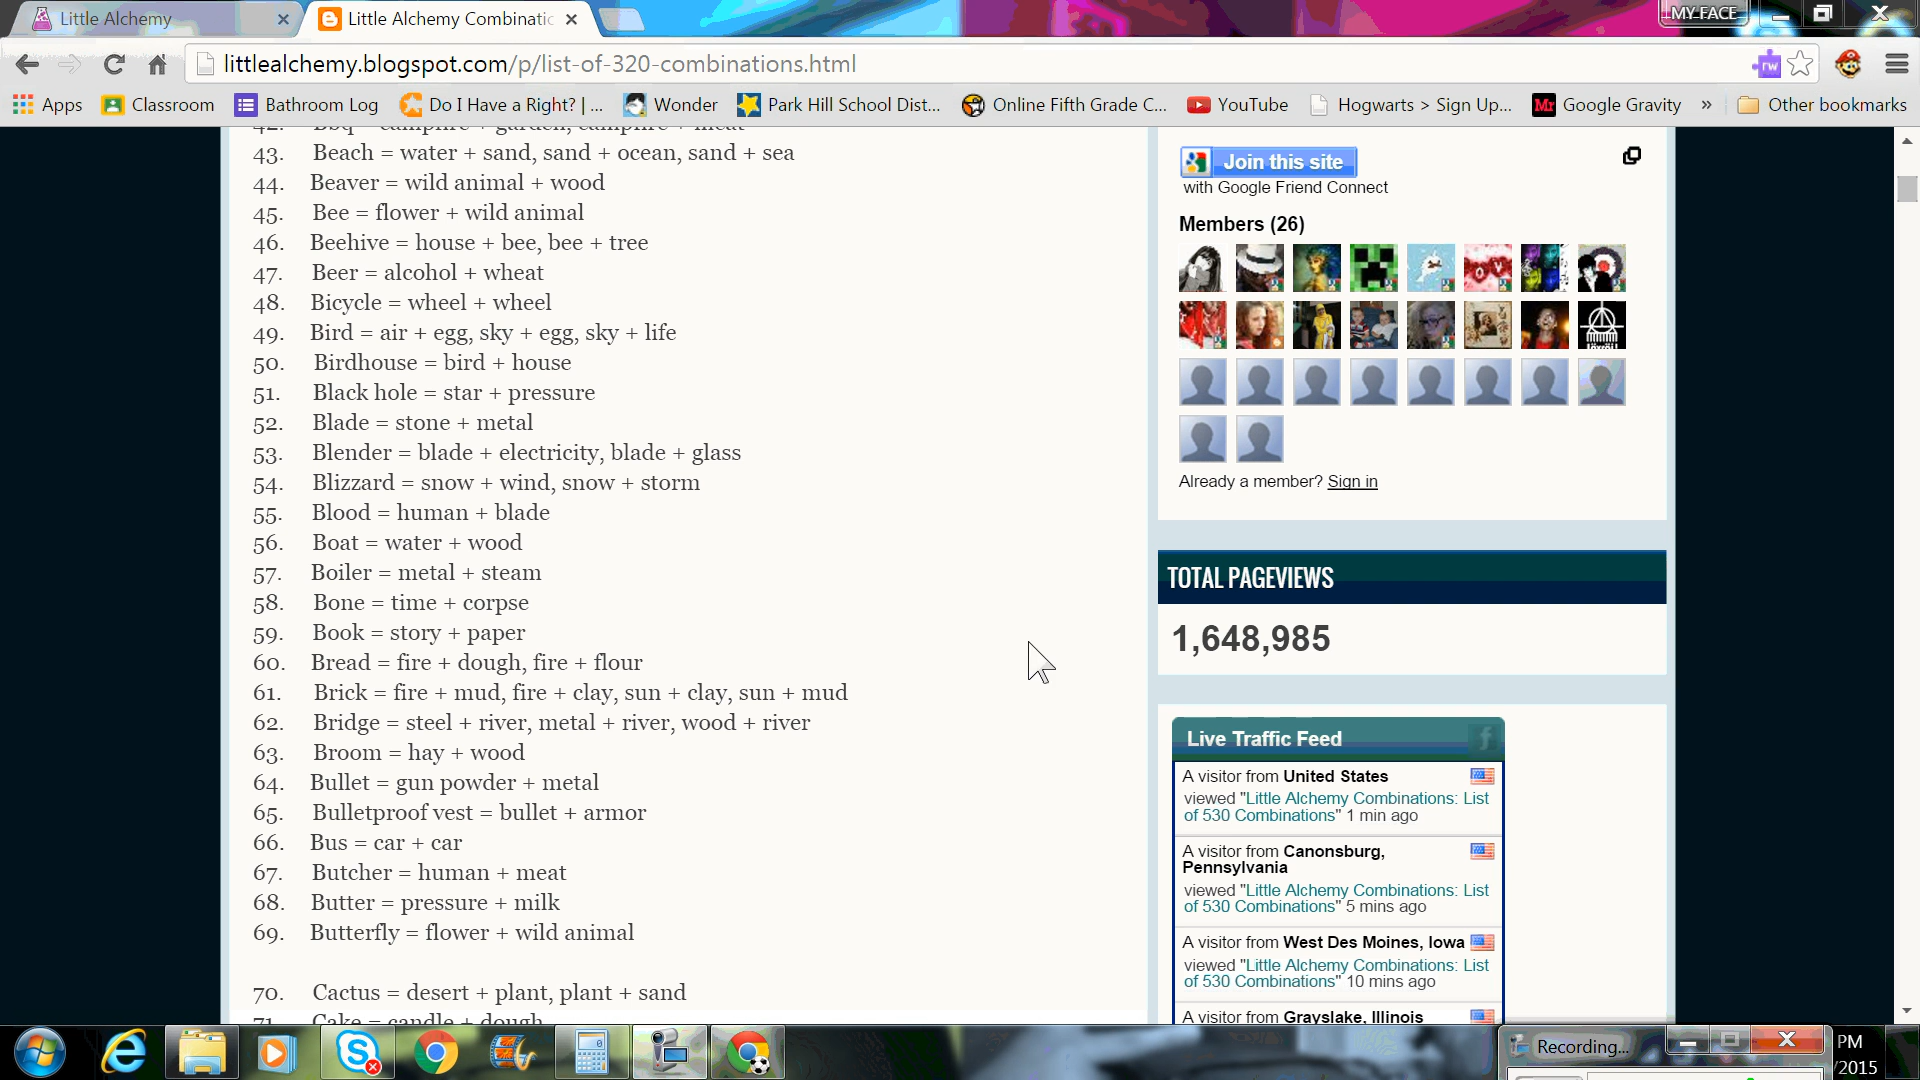 Little Alchemy
Little Alchemy Combinatic
MY FACE
littlealchemy.blogspot.com/p/list-of-320-combinations.html
rw
Apps
Classroom
Bathroom Log
Do I Have a Right? | ...
Wonder
Park Hill School Dist...
Online Fifth Grade C...
YouTube
Hogwarts > Sign Up...
Mr
Google Gravity
»
Other bookmarks
42. Bbq = campfire + garden, campfire + meat
43. Beach = water + sand, sand + ocean, sand + sea
44. Beaver = wild animal + wood
45. Bee = flower + wild animal
46. Beehive = house + bee, bee + tree
47. Beer = alcohol + wheat
48. Bicycle = wheel + wheel
49. Bird = air + egg, sky + egg, sky + life
50. Birdhouse = bird + house
51. Black hole = star + pressure
52. Blade = stone + metal
53. Blender = blade + electricity, blade + glass
54. Blizzard = snow + wind, snow + storm
55. Blood = human + blade
56. Boat = water + wood
57. Boiler = metal + steam
58. Bone = time + corpse
59. Book = story + paper
60. Bread = fire + dough, fire + flour
61. Brick = fire + mud, fire + clay, sun + clay, sun + mud
62. Bridge = steel + river, metal + river, wood + river
63. Broom = hay + wood
64. Bullet = gun powder + metal
65. Bulletproof vest = bullet + armor
66. Bus = car + car
67. Butcher = human + meat
68. Butter = pressure + milk
69. Butterfly = flower + wild animal
70. Cactus = desert + plant, plant + sand
71. Cake = candle + dough
Join this site
with Google Friend Connect
Members (26)
Already a member? Sign in
TOTAL PAGEVIEWS
1,648,985
Live Traffic Feed
A visitor from United States
viewed "Little Alchemy Combinations: List
of 530 Combinations" 1 min ago
A visitor from Canonsburg,
Pennsylvania
viewed "Little Alchemy Combinations: List
of 530 Combinations" 5 mins ago
A visitor from West Des Moines, Iowa
viewed "Little Alchemy Combinations: List
of 530 Combinations" 10 mins ago
A visitor from Grayslake, Illinois
Recording...
PM
/2015